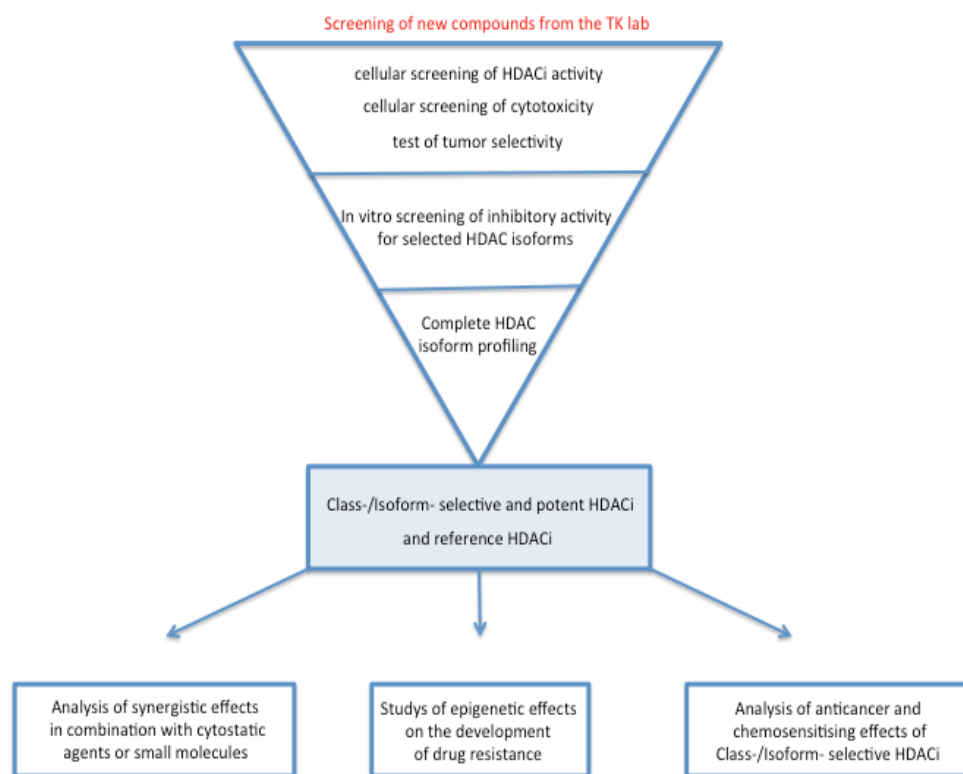 Screening of new compounds from the TK lab
cellular screening of HDACi activity
cellular screening of cytotoxicity
test of tumor selectivity
In vitro screening of inhibitory activity
for selected HDAC isoforms
Complete HDAC
isoform profiling
Class-/Isoform- selective and potent HDACi
and reference HDACi
Analysis of synergistic effects
in combination with cytostatic
agents or small molecules
Studys of epigenetic effects
on the development
of drug resistance
Analysis of anticancer and
chemosensitising effects of
Class-/Isoform- selective HDACi